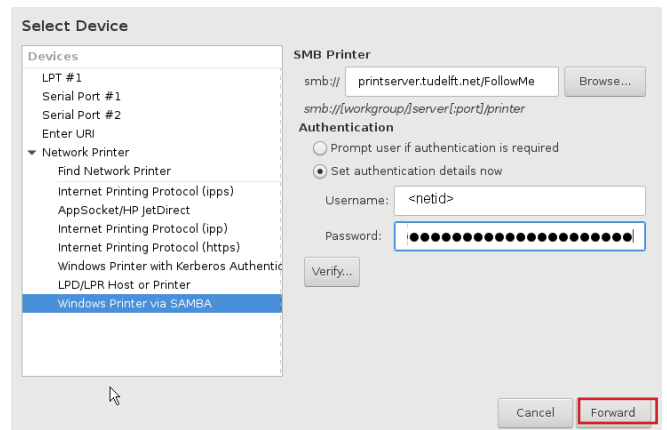 Select Device
Devices
LPT #1
Serial Port #1
Serial Port #2
Enter URI
Network Printer
Find Network Printer
Internet Printing Protocol (ipps)
AppSocket/HP JetDirect
Internet Printing Protocol (ipp)
Internet Printing Protocol (https)
Windows Printer with Kerberos Authentic
LPD/LPR Host or Printer
Windows Printer via SAMBA
SMB Printer
smb:// printserver.tudelft.net/FollowMe Browse...
smb://[workgroup/]server[:port]/printer
Authentication
Prompt user if authentication is required
Set authentication details now
Username: <netid>
Password: ●●●●●●●●●●●●●●●●●●●●●
Verify...
Cancel Forward